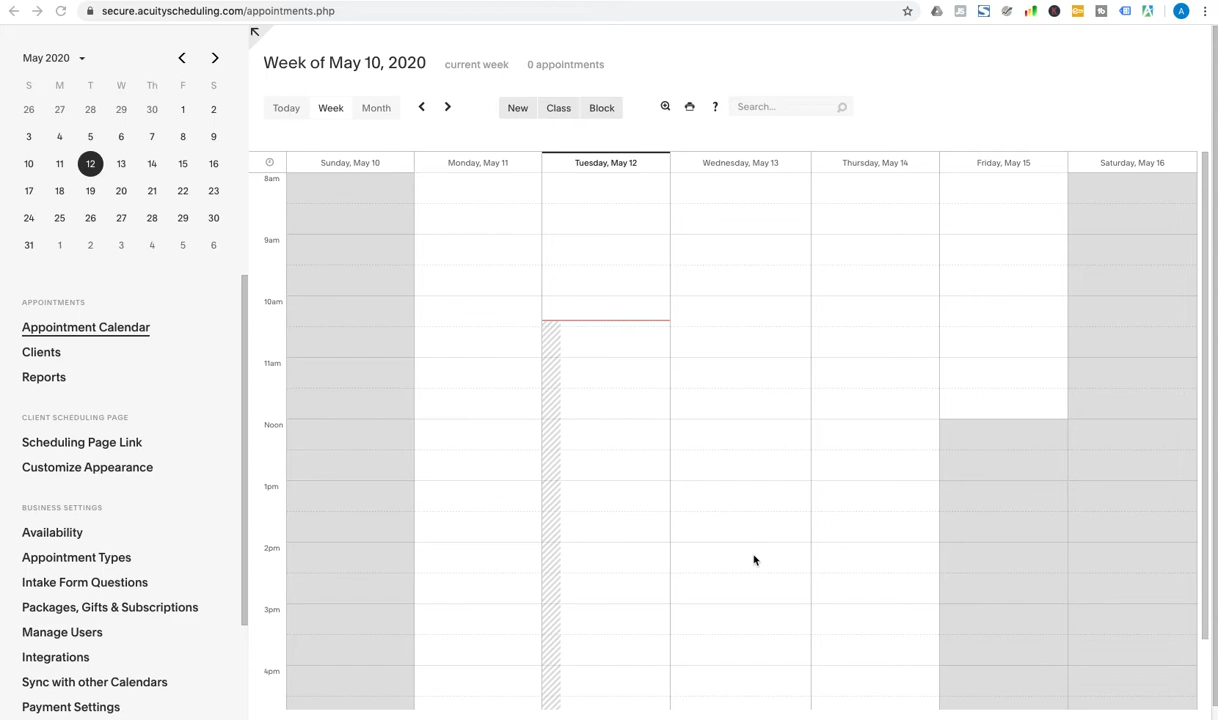 secure.acuityscheduling.com/appointments.php
A
May 2020
S M T W Th F S
26 27 28 29 30 1 2
3 4 5 6 7 8 9
10 11 12 13 14 15 16
17 18 19 20 21 22 23
24 25 26 27 28 29 30
31 1 2 3 4 5 6
APPOINTMENTS
Appointment Calendar
Clients
Reports
CLIENT SCHEDULING PAGE
Scheduling Page Link
Customize Appearance
BUSINESS SETTINGS
Availability
Appointment Types
Intake Form Questions
Packages, Gifts & Subscriptions
Manage Users
Integrations
Sync with other Calendars
Payment Settings
Week of May 10, 2020 current week 0 appointments
Today Week Month New Class Block ? Search...
Sunday, May 10 Monday, May 11 Tuesday, May 12 Wednesday, May 13 Thursday, May 14 Friday, May 15 Saturday, May 16
8am
9am
10am
11am
Noon
1pm
2pm
3pm
4pm